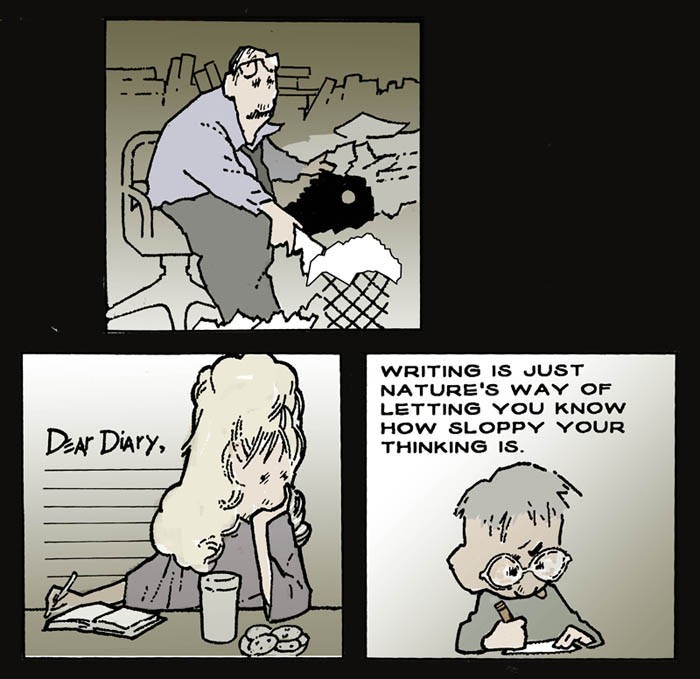 Dear Diary,
WRITING IS JUST
NATURE'S WAY OF
LETTING YOU KNOW
HOW SLOPPY YOUR
THINKING IS.